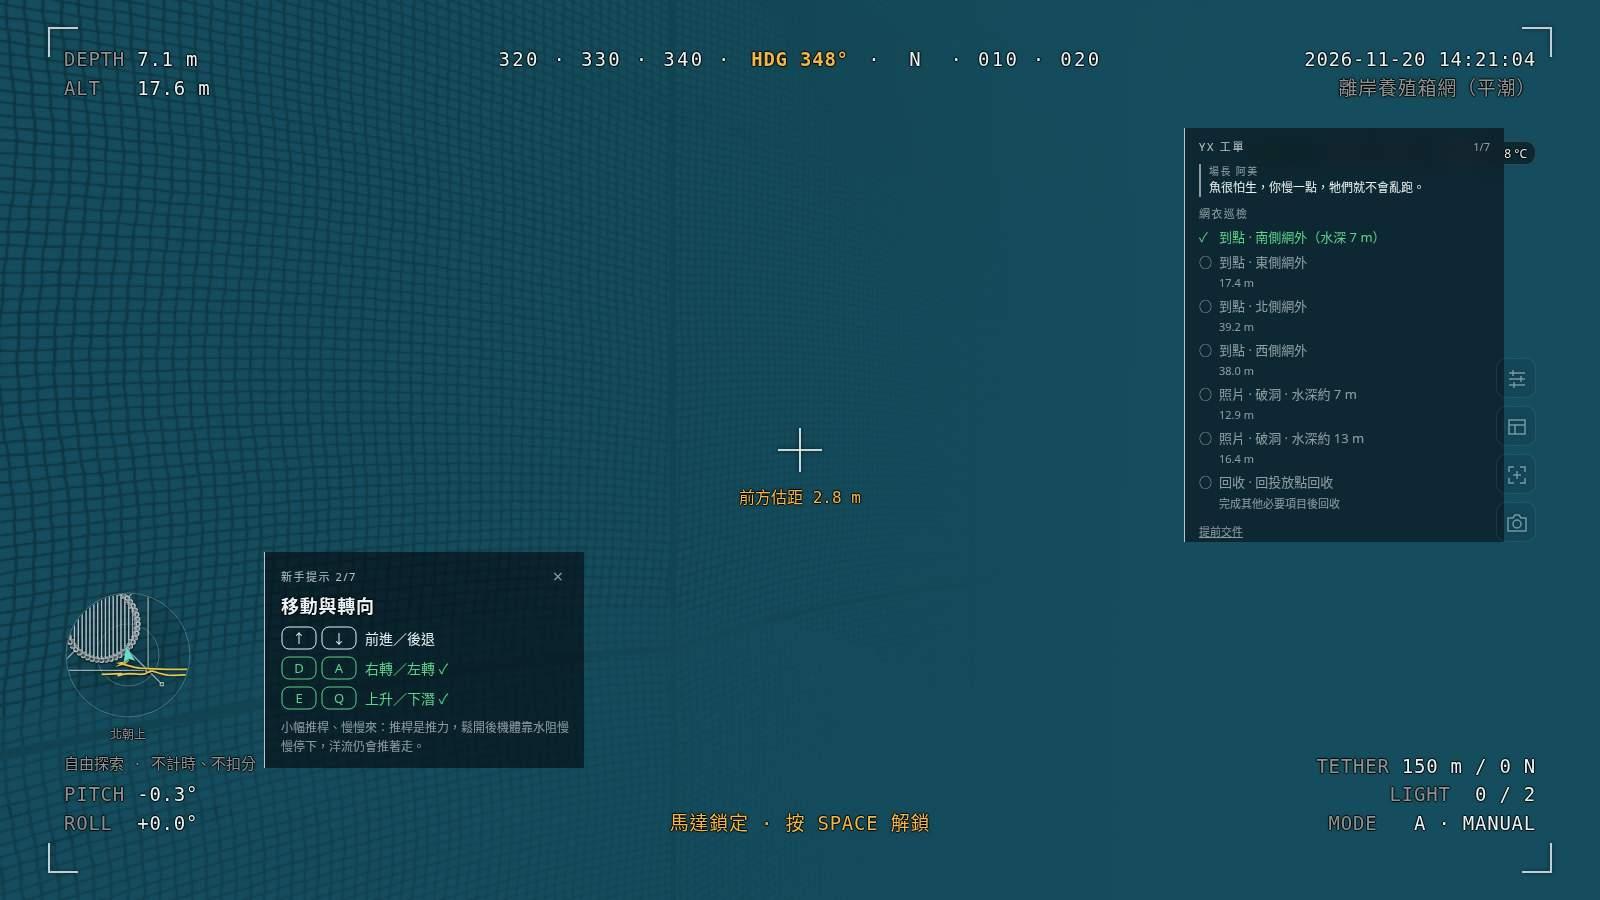 DEPTH 7.1 m
ALT 17.6 m
320 · 330 · 340 · HDG 348° · N · 010 · 020
2026-11-20 14:21:04
離岸養殖箱網（平潮）
8 °C
YX 工單 1/7
場長 阿美
魚很怕生，你慢一點，牠們就不會亂跑。
網衣巡檢
✓ 到點 · 南側網外（水深 7 m）
到點 · 東側網外
17.4 m
到點 · 北側網外
39.2 m
到點 · 西側網外
38.0 m
照片 · 破洞 · 水深約 7 m
12.9 m
照片 · 破洞 · 水深約 13 m
16.4 m
回收 · 回投放點回收
完成其他必要項目後回收
提前交件
前方估距 2.8 m
新手提示 2/7 ✕
移動與轉向
↑ ↓ 前進／後退
D A 右轉／左轉 ✓
E Q 上升／下潛 ✓
小幅推桿、慢慢來：推桿是推力，鬆開後機體靠水阻慢
慢停下，洋流仍會推著走。
北朝上
自由探索 · 不計時、不扣分
PITCH -0.3°
ROLL +0.0°
馬達鎖定 · 按 SPACE 解鎖
TETHER 150 m / 0 N
LIGHT 0 / 2
MODE A · MANUAL